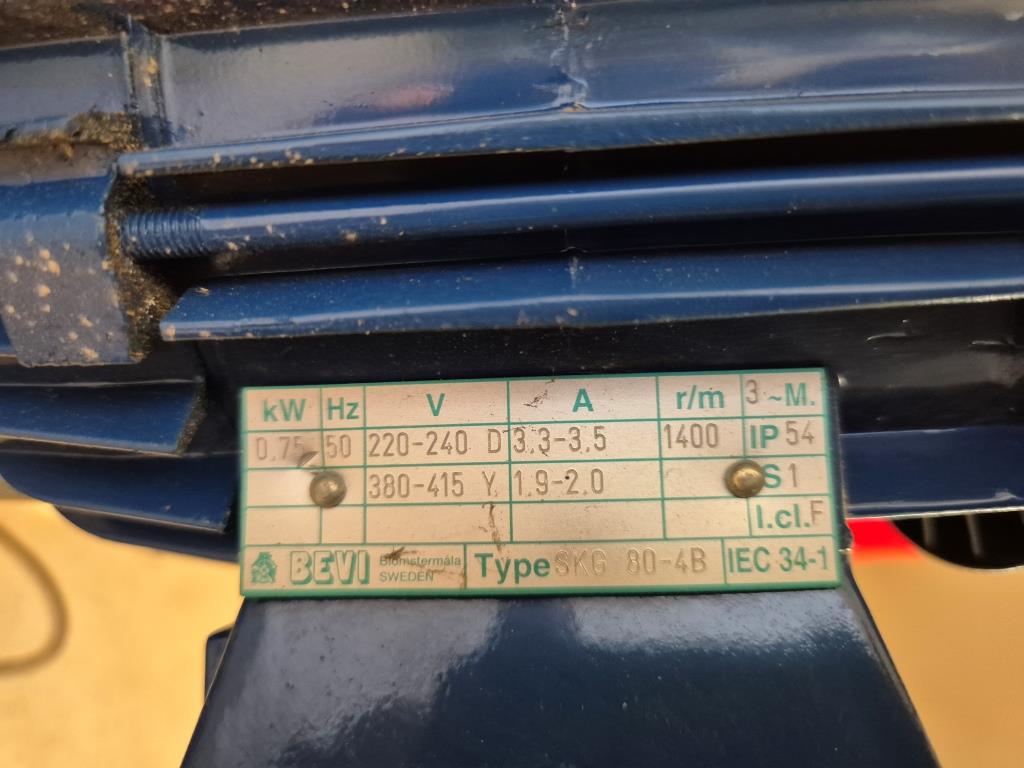 kW Hz V A r/m 3~M.
0.75 50 220-240 D 3.3-3.5 1400 IP 54
380-415 Y 1.9-2.0 S 1
I.cl. F
BEVI Blomstermåla SWEDEN Type SKG 80-4B IEC 34-1